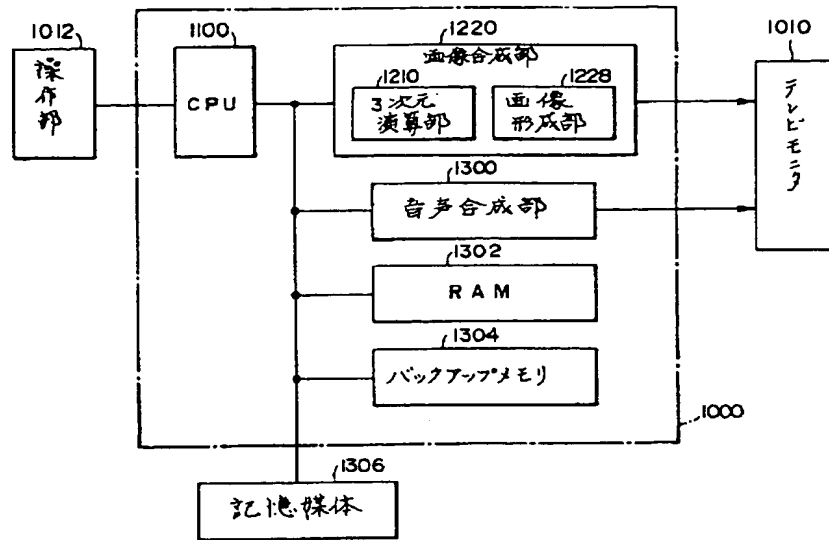 1012
操作部
1100
CPU
1220
画像合成部
1210
3次元
演算部
1228
画像
形成部
1010
テレビモニタ
1300
音声合成部
1302
RAM
1304
バックアップメモリ
1000
1306
記憶媒体